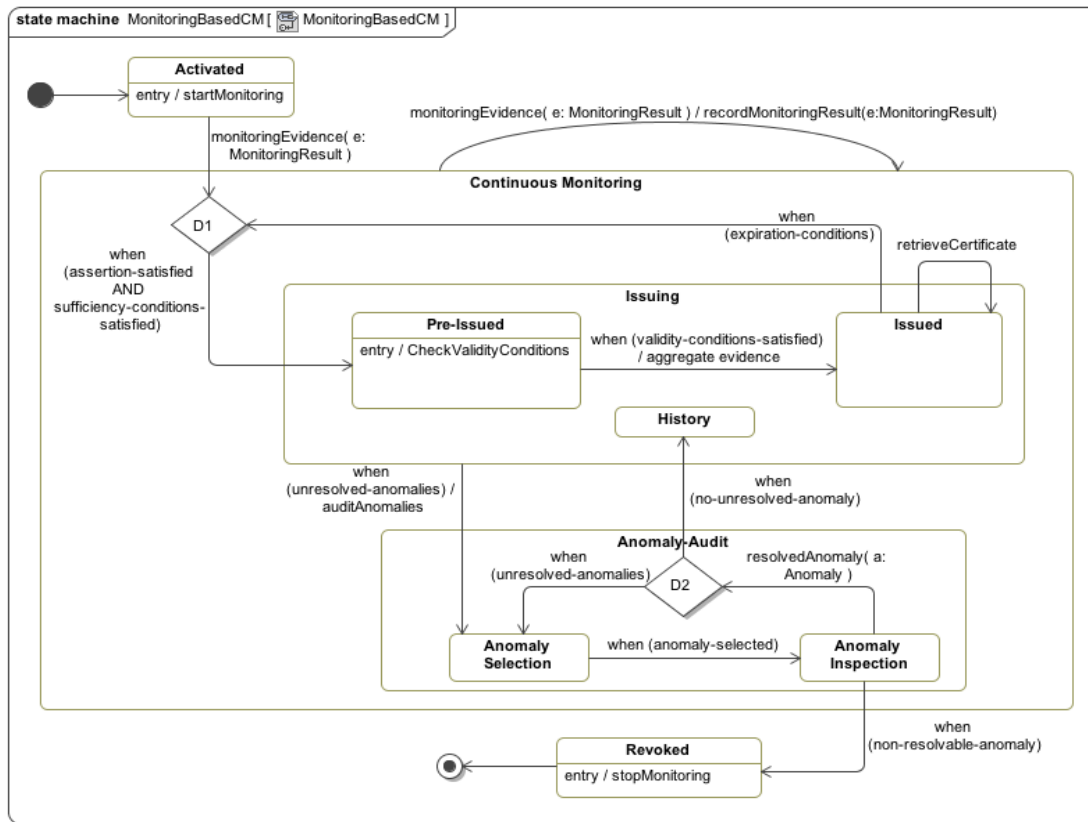 state machine MonitoringBasedCM [ MonitoringBasedCM ]
Activated
entry / startMonitoring
monitoringEvidence( e: MonitoringResult ) / recordMonitoringResult(e:MonitoringResult)
monitoringEvidence( e:
MonitoringResult )
Continuous Monitoring
D1
when
(expiration-conditions)
retrieveCertificate
when
(assertion-satisfied
AND
sufficiency-conditions-
satisfied)
Issuing
Pre-Issued
entry / CheckValidityConditions
when (validity-conditions-satisfied)
/ aggregate evidence
Issued
History
when
(unresolved-anomalies) /
auditAnomalies
when
(no-unresolved-anomaly)
Anomaly-Audit
when
(unresolved-anomalies)
D2
resolvedAnomaly( a:
Anomaly )
Anomaly
Selection
when (anomaly-selected)
Anomaly
Inspection
when
(non-resolvable-anomaly)
Revoked
entry / stopMonitoring